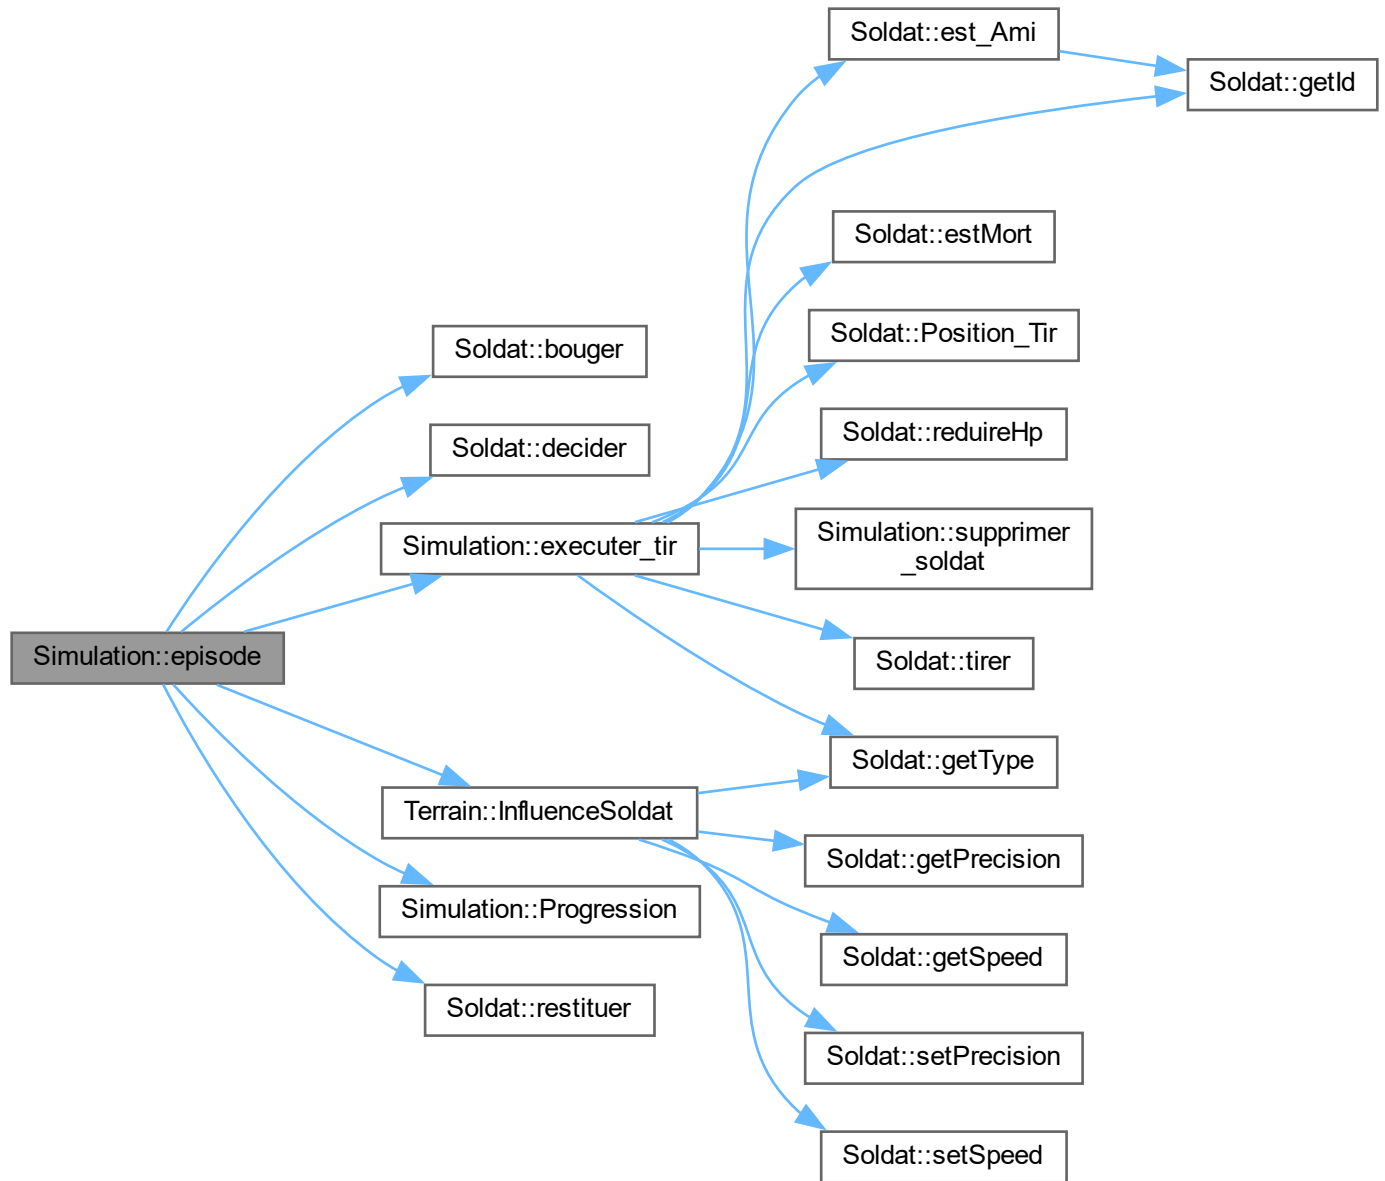 Soldat::est_Ami
Soldat::getId
Soldat::estMort
Soldat::Position_Tir
Soldat::bouger
Soldat::reduireHp
Soldat::decider
Simulation::executer_tir
Simulation::supprimer
_soldat
Simulation::episode
Soldat::tirer
Soldat::getType
Terrain::InfluenceSoldat
Soldat::getPrecision
Simulation::Progression
Soldat::getSpeed
Soldat::restituer
Soldat::setPrecision
Soldat::setSpeed